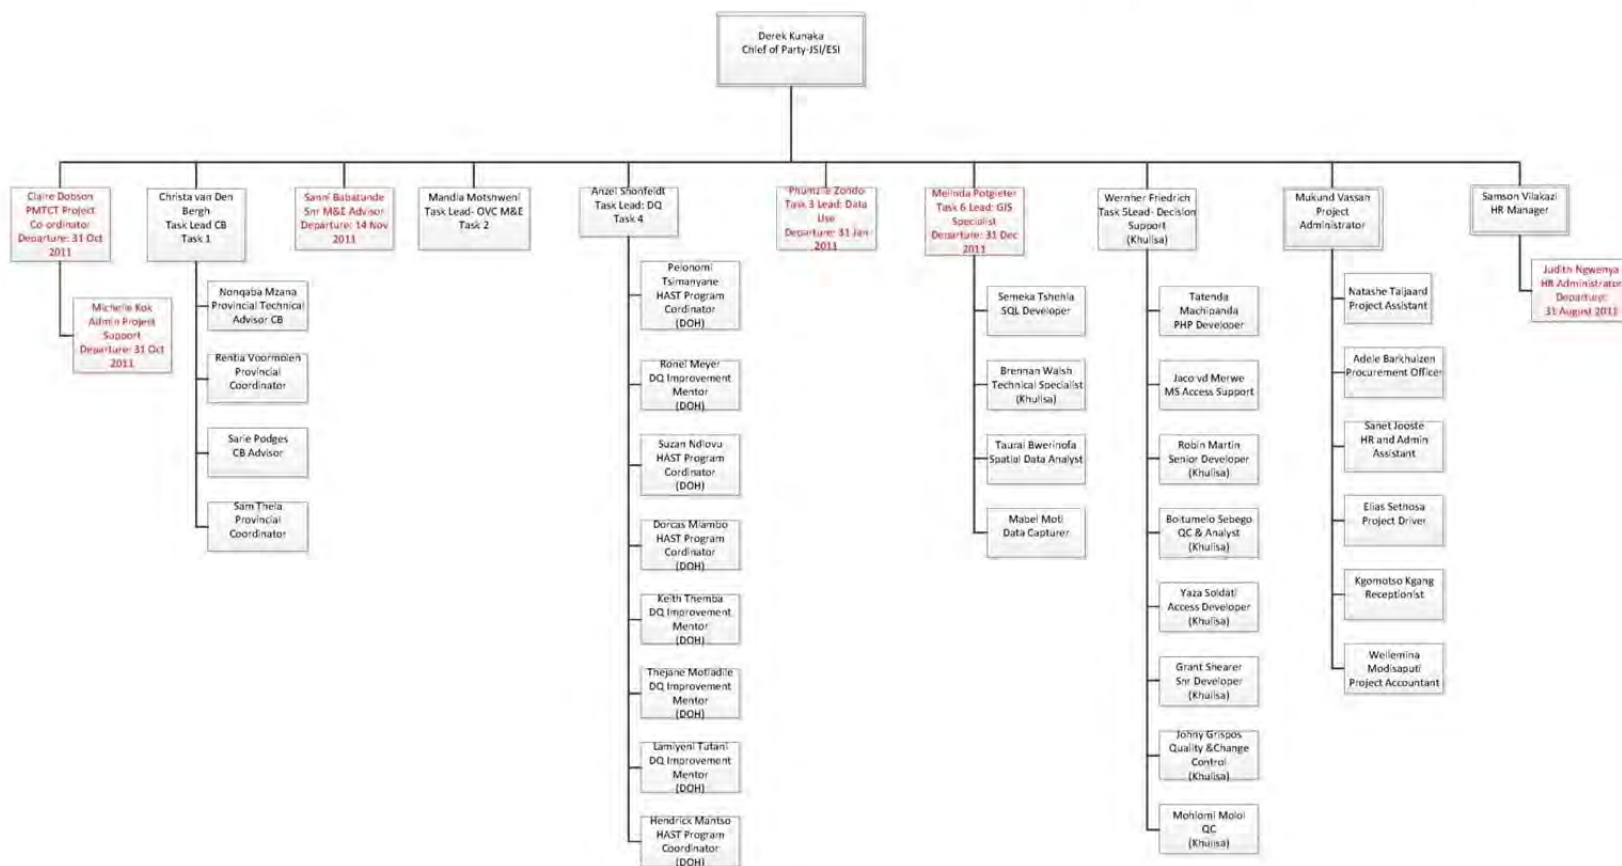 Derek Kunaka
Chief of Party-JSI/ESI
Claire Dobson
PMTCT Project
Co-ordinator
Departure: 31 Oct
2011
Michelle Kok
Admin Project
Support
Departure: 31 Oct
2011
Christa van Den
Bergh
Task Lead CB
Task 1
Nonqaba Mzana
Provincial Technical
Advisor CB
Rentia Voormolen
Provincial
Coordinator
Sarie Podges
CB Advisor
Sam Thela
Provincial
Coordinator
Sanni Babatunde
Snr M&E Advisor
Departure: 14 Nov
2011
Mandla Motshweni
Task Lead- OVC M&E
Task 2
Anzel Shonfeldt
Task Lead: DQ
Task 4
Pelonomi
Tsimanyane
HAST Program
Cordinator
(DOH)
Ronel Meyer
DQ Improvement
Mentor
(DOH)
Suzan Ndlovu
HAST Program
Cordinator
(DOH)
Dorcas Mlambo
HAST Program
Cordinator
(DOH)
Keith Themba
DQ Improvement
Mentor
(DOH)
Thejane Motladile
DQ Improvement
Mentor
(DOH)
Lamiyeni Tutani
DQ Improvement
Mentor
(DOH)
Hendrick Mantso
HAST Program
Coordinator
(DOH)
Phumzile Zondo
Task 3 Lead: Data
Use
Departure: 31 Jan
2011
Melinda Potgieter
Task 6 Lead: GIS
Specialist
Departure: 31 Dec
2011
Semeka Tshehla
SQL Developer
Brennan Walsh
Technical Specialist
(Khulisa)
Taurai Bwerinofa
Spatial Data Analyst
Mabel Moti
Data Capturer
Wernher Friedrich
Task 5Lead- Decision
Support
(Khulisa)
Tatenda
Machipanda
PHP Developer
Jaco vd Merwe
MS Access Support
Robin Martin
Senior Developer
(Khulisa)
Boitumelo Sebego
QC & Analyst
(Khulisa)
Yaza Soldati
Access Developer
(Khulisa)
Grant Shearer
Snr Developer
(Khulisa)
Johny Grispos
Quality &Change
Control
(Khulisa)
Mohlomi Moloi
QC
(Khulisa)
Mukund Vassan
Project
Administrator
Natashe Taljaard
Project Assistant
Adele Barkhuizen
Procurement Officer
Sanet Jooste
HR and Admin
Assistant
Elias Sethosa
Project Driver
Kgomotso Kgang
Receptionist
Wellemina
Modisaputi
Project Accountant
Samson Vilakazi
HR Manager
Judith Ngwenya
HR Administrator
Departure:
31 August 2011